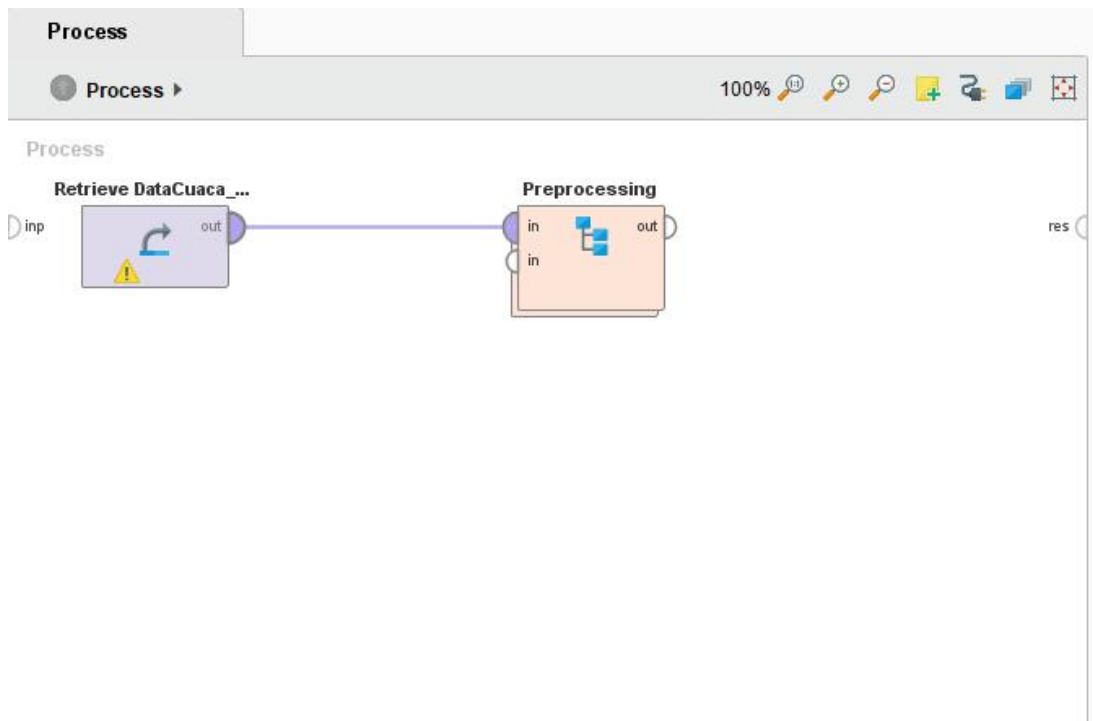 Process
Process
100%
Process
Retrieve DataCuaca_...
Preprocessing
inp
out
in
out
res
in